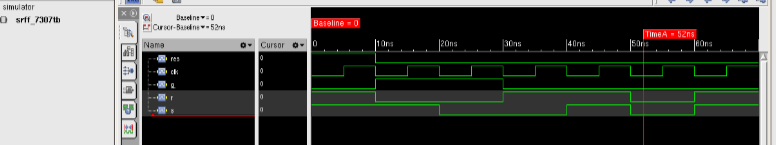 simulator
srff_7307tb
Baseline ▼ = 0
Cursor-Baseline ▼ = 52ns
Baseline = 0
TimeA = 52ns
Name
Cursor
0
10ns
20ns
30ns
40ns
50ns
60ns
res
0
clk
0
q
0
r
0
s
0